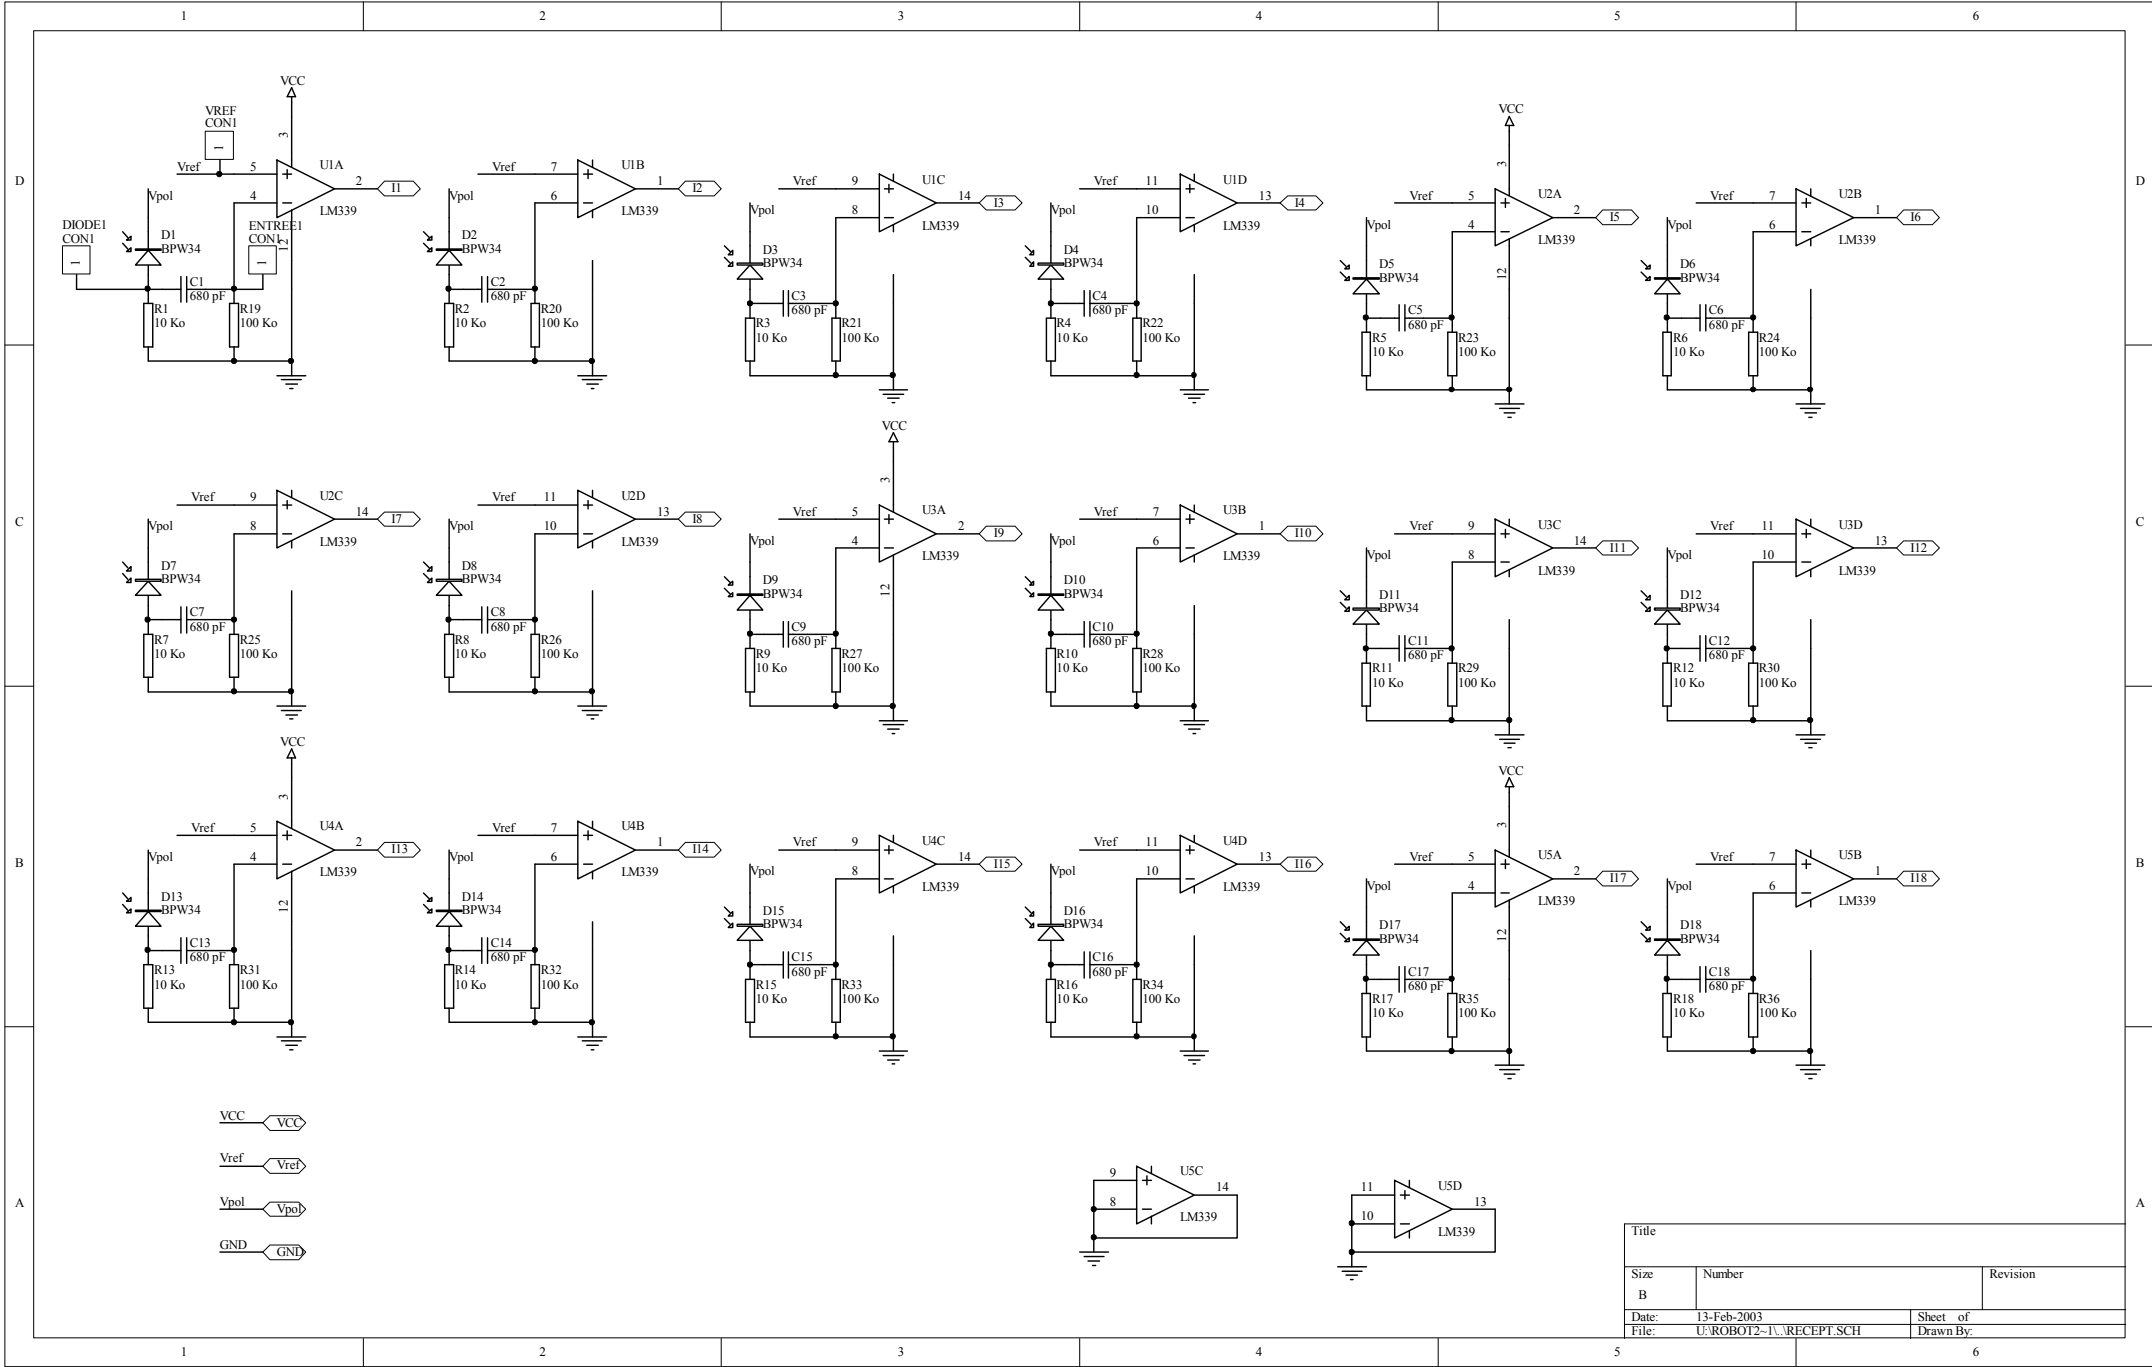 1 2 3 4 5 6
D D
VCC
VREF
CON1
1
3
Vref 5 U1A
2 I1
4
LM339
Vpol
DIODE1
CON1
1
D1
BPW34
ENTREE1
CON1
1
12
C1
680 pF
R1
10 Ko
R19
100 Ko
Vref 7 U1B
1 I2
6
LM339
Vpol
D2
BPW34
C2
680 pF
R2
10 Ko
R20
100 Ko
Vref 9 U1C
14 I3
8
LM339
Vpol
D3
BPW34
C3
680 pF
R3
10 Ko
R21
100 Ko
Vref 11 U1D
13 I4
10
LM339
Vpol
D4
BPW34
C4
680 pF
R4
10 Ko
R22
100 Ko
VCC
3
Vref 5 U2A
2 I5
4
LM339
Vpol
12
D5
BPW34
C5
680 pF
R5
10 Ko
R23
100 Ko
Vref 7 U2B
1 I6
6
LM339
Vpol
D6
BPW34
C6
680 pF
R6
10 Ko
R24
100 Ko
C C
Vref 9 U2C
14 I7
8
LM339
Vpol
D7
BPW34
C7
680 pF
R7
10 Ko
R25
100 Ko
Vref 11 U2D
13 I8
10
LM339
Vpol
D8
BPW34
C8
680 pF
R8
10 Ko
R26
100 Ko
VCC
3
Vref 5 U3A
2 I9
4
LM339
Vpol
12
D9
BPW34
C9
680 pF
R9
10 Ko
R27
100 Ko
Vref 7 U3B
1 I10
6
LM339
Vpol
D10
BPW34
C10
680 pF
R10
10 Ko
R28
100 Ko
Vref 9 U3C
14 I11
8
LM339
Vpol
D11
BPW34
C11
680 pF
R11
10 Ko
R29
100 Ko
Vref 11 U3D
13 I12
10
LM339
Vpol
D12
BPW34
C12
680 pF
R12
10 Ko
R30
100 Ko
B B
VCC
3
Vref 5 U4A
2 I13
4
LM339
Vpol
12
D13
BPW34
C13
680 pF
R13
10 Ko
R31
100 Ko
Vref 7 U4B
1 I14
6
LM339
Vpol
D14
BPW34
C14
680 pF
R14
10 Ko
R32
100 Ko
Vref 9 U4C
14 I15
8
LM339
Vpol
D15
BPW34
C15
680 pF
R15
10 Ko
R33
100 Ko
Vref 11 U4D
13 I16
10
LM339
Vpol
D16
BPW34
C16
680 pF
R16
10 Ko
R34
100 Ko
VCC
3
Vref 5 U5A
2 I17
4
LM339
Vpol
12
D17
BPW34
C17
680 pF
R17
10 Ko
R35
100 Ko
Vref 7 U5B
1 I18
6
LM339
Vpol
D18
BPW34
C18
680 pF
R18
10 Ko
R36
100 Ko
A A
VCC VCC
Vref Vref
Vpol Vpol
GND GND
9 U5C
14
8
LM339
11 U5D
13
10
LM339
Title
Size Number Revision
B
Date: 13-Feb-2003 Sheet of
File: U:\ROBOT2~1\..\RECEPT.SCH Drawn By:
1 2 3 4 5 6